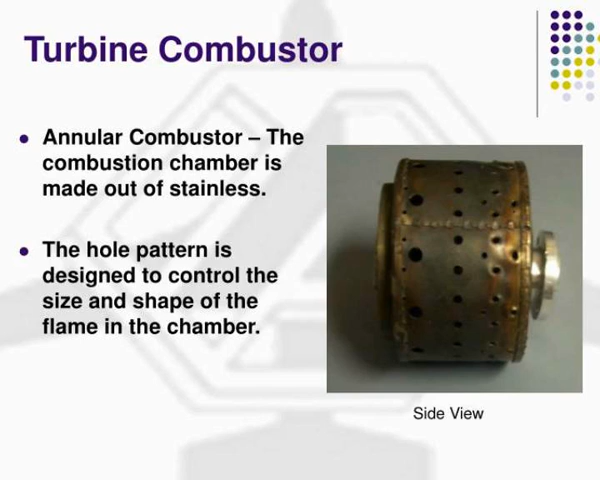 Turbine Combustor
Annular Combustor – The
combustion chamber is
made out of stainless.
The hole pattern is
designed to control the
size and shape of the
flame in the chamber.
Side View